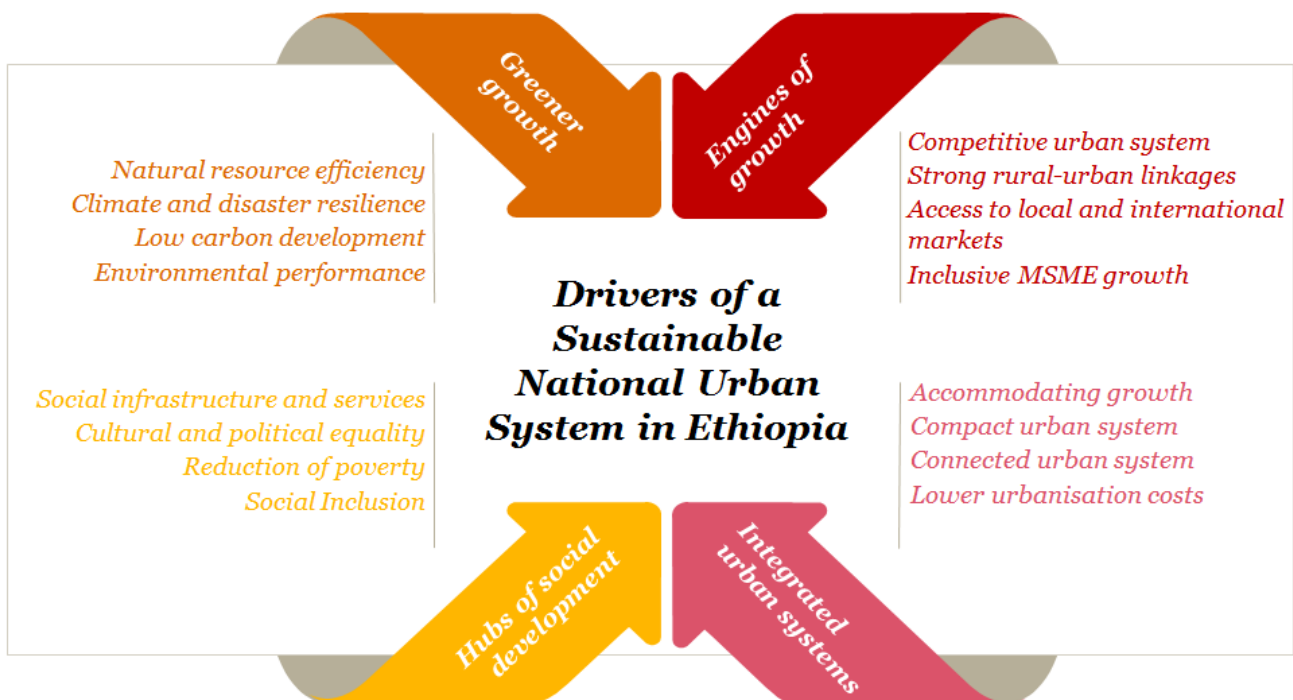 Greener
growth
Engines of
growth
Natural resource efficiency
Climate and disaster resilience
Low carbon development
Environmental performance
Competitive urban system
Strong rural-urban linkages
Access to local and international
markets
Inclusive MSME growth
Drivers of a
Sustainable
National Urban
System in Ethiopia
Social infrastructure and services
Cultural and political equality
Reduction of poverty
Social Inclusion
Accommodating growth
Compact urban system
Connected urban system
Lower urbanisation costs
Hubs of social
development
Integrated
urban systems